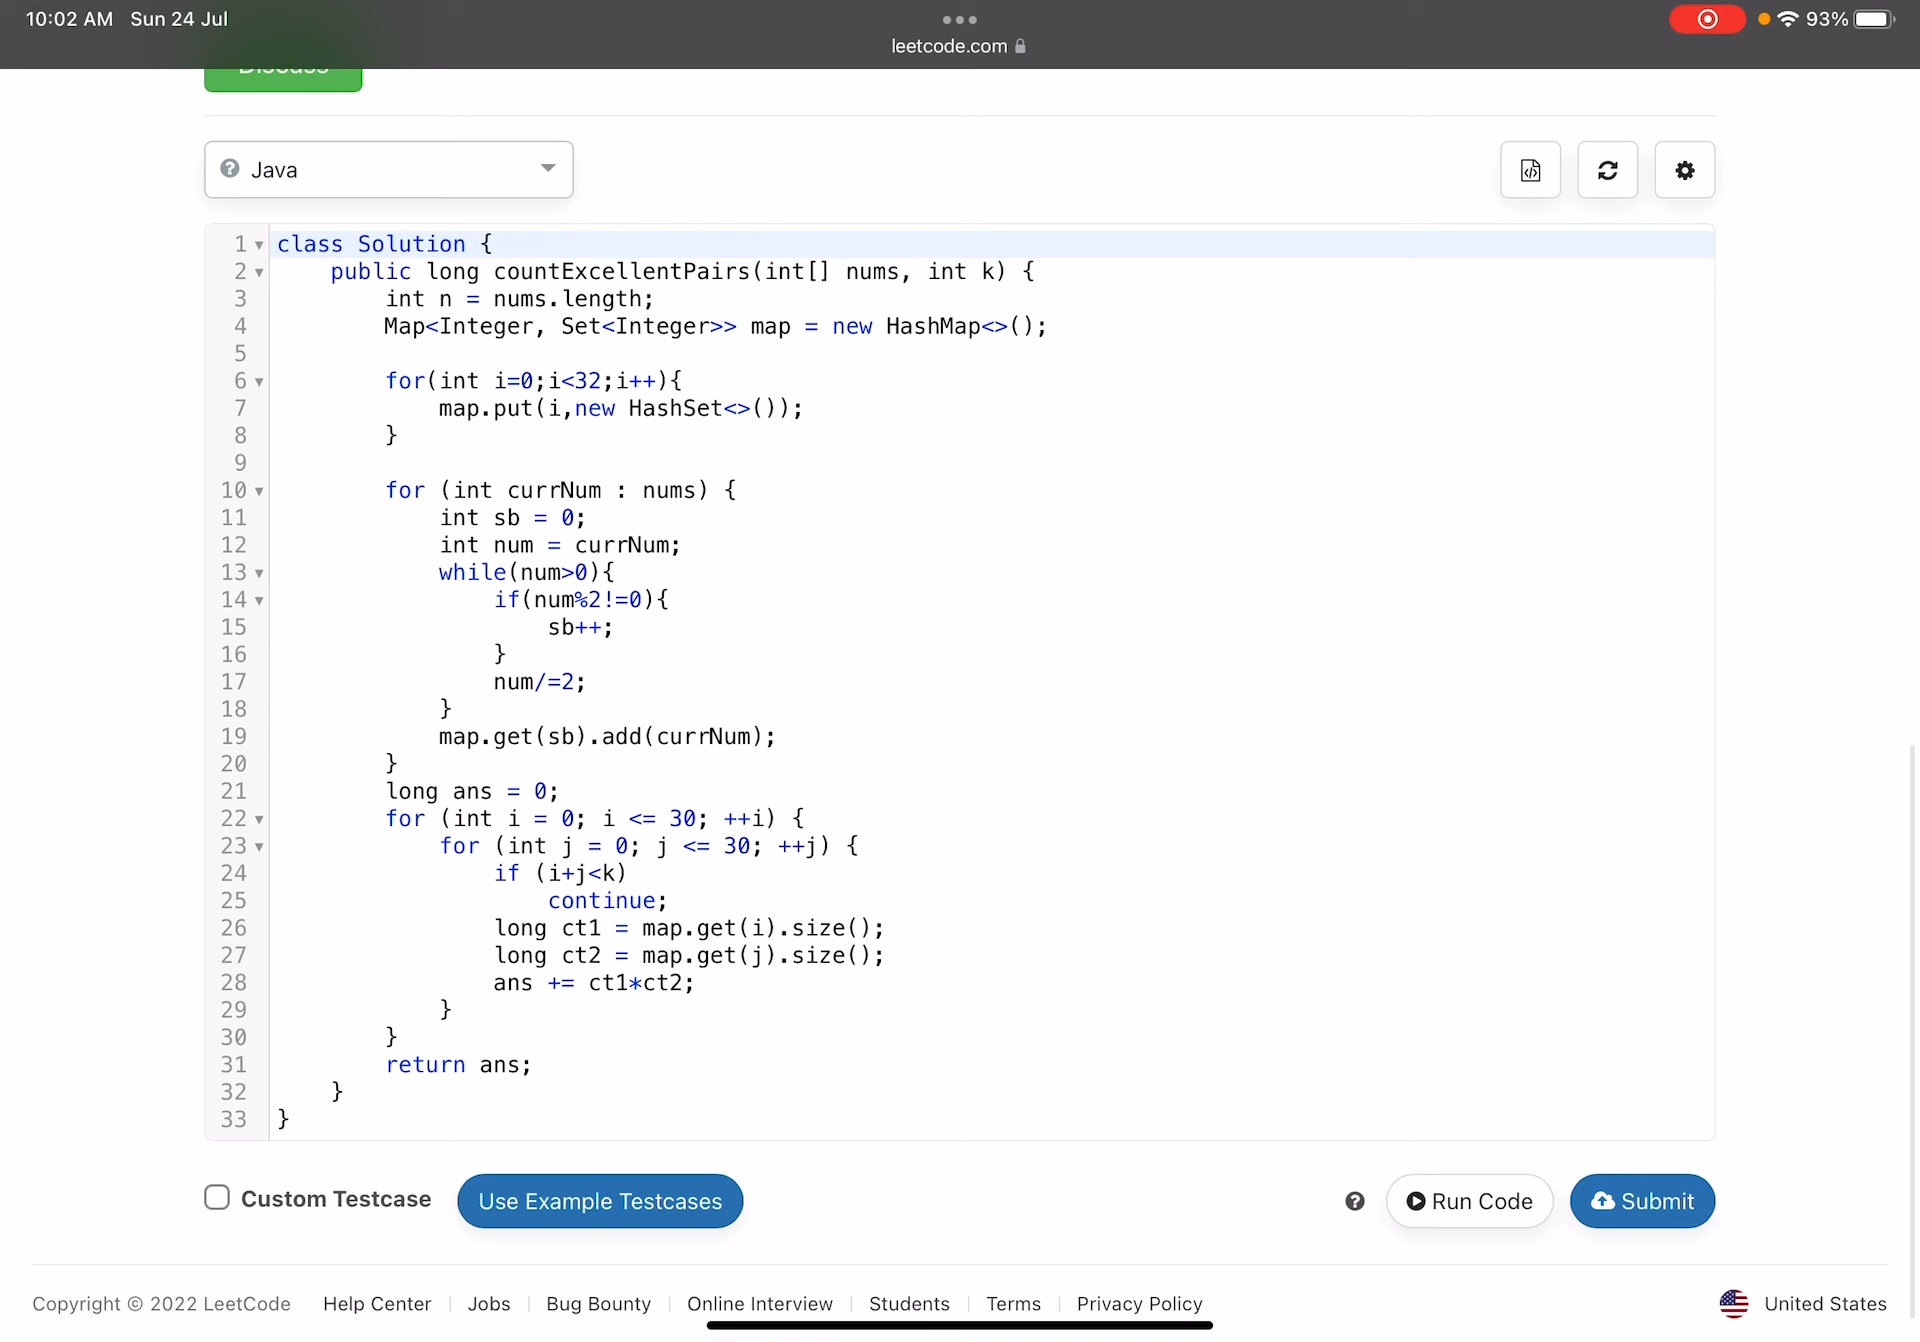 10:02 AM Sun 24 Jul
93%
leetcode.com
Discuss
Java
1 class Solution {
2 public long countExcellentPairs(int[] nums, int k) {
3 int n = nums.length;
4 Map<Integer, Set<Integer>> map = new HashMap<>();
5
6 for(int i=0;i<32;i++){
7 map.put(i,new HashSet<>());
8 }
9
10 for (int currNum : nums) {
11 int sb = 0;
12 int num = currNum;
13 while(num>0){
14 if(num%2!=0){
15 sb++;
16 }
17 num/=2;
18 }
19 map.get(sb).add(currNum);
20 }
21 long ans = 0;
22 for (int i = 0; i <= 30; ++i) {
23 for (int j = 0; j <= 30; ++j) {
24 if (i+j<k)
25 continue;
26 long ct1 = map.get(i).size();
27 long ct2 = map.get(j).size();
28 ans += ct1*ct2;
29 }
30 }
31 return ans;
32 }
33 }
Custom Testcase Use Example Testcases Run Code Submit
Copyright © 2022 LeetCode Help Center Jobs Bug Bounty Online Interview Students Terms Privacy Policy United States